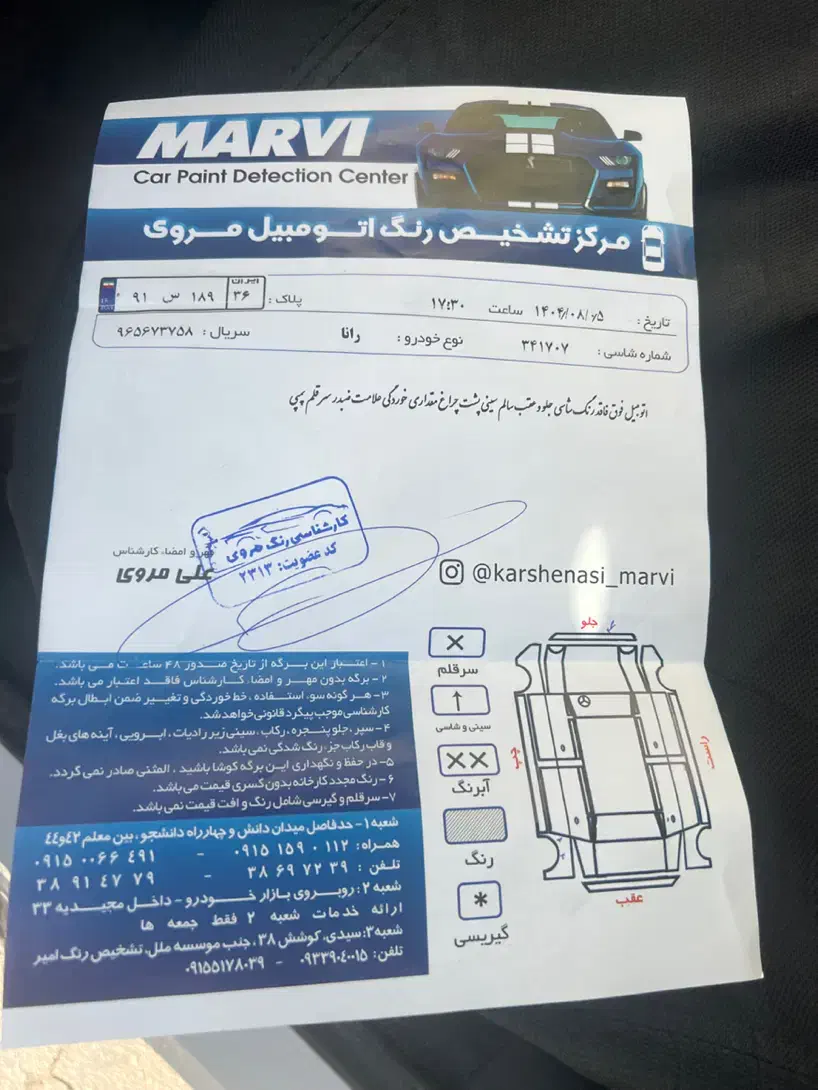 MARVI
Car Paint Detection Center
مرکز تشخیص رنگ اتومبیل مروی
تاریخ : ۱۴۰۴/۰۸/۰۵ ساعت ۱۷:۳۰
پلاک : ایران ۳۶ ۱۸۹ س ۹۱
شماره شاسی : ۳۴۱۷۰۷ نوع خودرو : رانا سریال : ۹۶۵۶۷۳۷۵۸
اتومبیل فوق فاقد رنگ شاسی جلو و عقب سالم سینی پشت چراغ مقداری خوردگی علامت ضبدر سر قلم پمپی
مهر و امضاء کارشناس
علی مروی
کارشناسی رنگ مروی
کد عضویت: ۲۳۱۳
@karshenasi_marvi
سرقلم
سینی و شاسی
آبرنگ
رنگ
گیریسی
جلو
چپ
راست
عقب
۱- اعتبار این برگه از تاریخ صدور ۴۸ ساعت می باشد.
۲- برگه بدون مهر و امضاء کارشناس فاقد اعتبار می باشد.
۳- هر گونه سوء استفاده ، خط خوردگی و تغییر ضمن ابطال برگه
کارشناسی موجب پیگرد قانونی خواهد شد.
۴- سپر ، جلو پنجره ، رکاب ، سینی زیر رادیات ، ابرویی ، آینه های بغل
و قاب رکاب جزء رنگ شدگی نمی باشد.
۵- در حفظ و نگهداری این برگه کوشا باشید ، المثنی صادر نمی گردد.
۶- رنگ مجدد کارخانه بدون کسری قیمت می باشد.
۷- سرقلم و گیرسی شامل رنگ و افت قیمت نمی باشد.
شعبه ۱- حدفاصل میدان دانش و چهارراه دانشجو ، بین معلم ۴۲ و ۴۴
همراه: ۱۱۲ ۰ ۱۵۹ ۰۹۱۵ - ۴۹۱ ۰۰۶۶ ۰۹۱۵
تلفن : ۳۹ ۷۲ ۶۹ ۳۸ - ۷۹ ۴۷ ۹۱ ۳۸
شعبه ۲: روبروی بازار خودرو - داخل مجیدیه ۳۳
ارائه خدمات شعبه ۲ فقط جمعه ها
شعبه ۳: سیدی، کوشش ۳۸، جنب موسسه ملل، تشخیص رنگ امیر
تلفن: ۰۹۳۳۹۰۴۰۰۱۵ - ۰۹۱۵۵۱۷۸۰۳۹